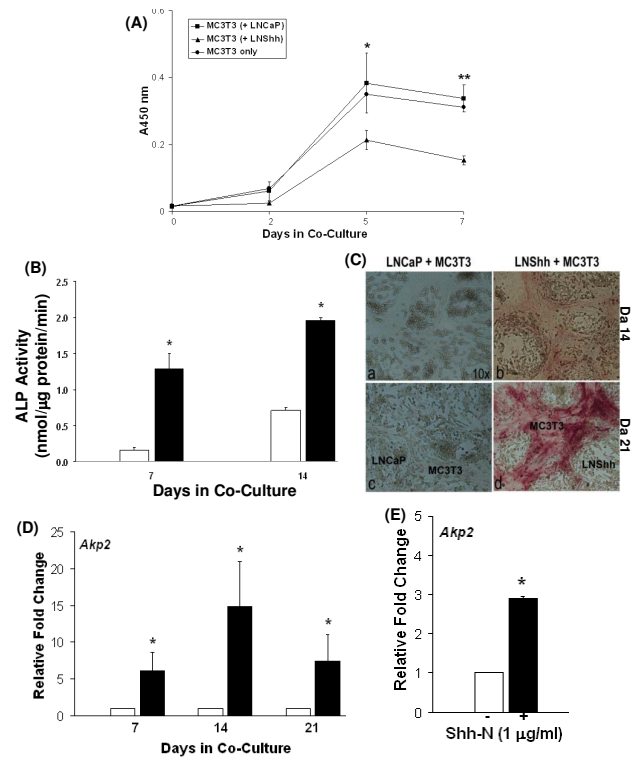 (A)
MC3T3 (+ LNCaP)
MC3T3 (+ LNShh)
MC3T3 only
0.6
0.4
0.2
0
A450 nm
*
**
0 2 5 7
Days in Co-Culture
(B)
ALP Activity
(nmol/μg protein/min)
2.5
2.0
1.5
1.0
0.5
0.0
*
*
7 14
Days in Co-Culture
(C)
LNCaP + MC3T3 LNShh + MC3T3
a 10x b
Da 14
LNCaP MC3T3 c
MC3T3 LNShh d
Da 21
(D)
Akp2
Relative Fold Change
25
20
15
10
5
0
*
*
*
7 14 21
Days in Co-Culture
(E)
Akp2
Relative Fold Change
5
4
3
2
1
0
*
- +
Shh-N (1 μg/ml)